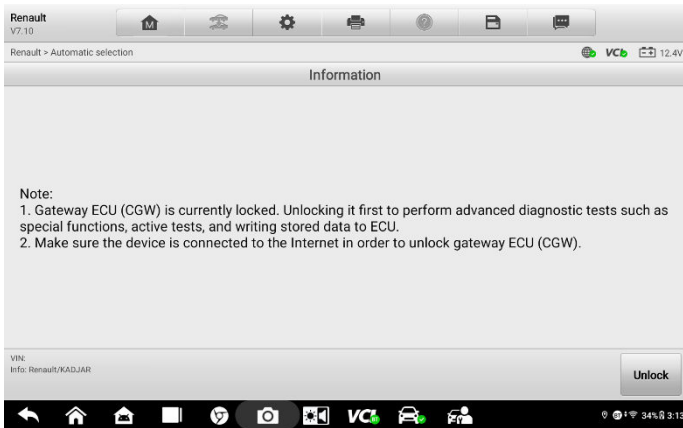 Renault
V7.10
M
Renault > Automatic selection
VCI
12.4V
Information
Note:
1. Gateway ECU (CGW) is currently locked. Unlocking it first to perform advanced diagnostic tests such as
special functions, active tests, and writing stored data to ECU.
2. Make sure the device is connected to the Internet in order to unlock gateway ECU (CGW).
VIN:
Info: Renault/KADJAR
Unlock
VCI
34% 3:13